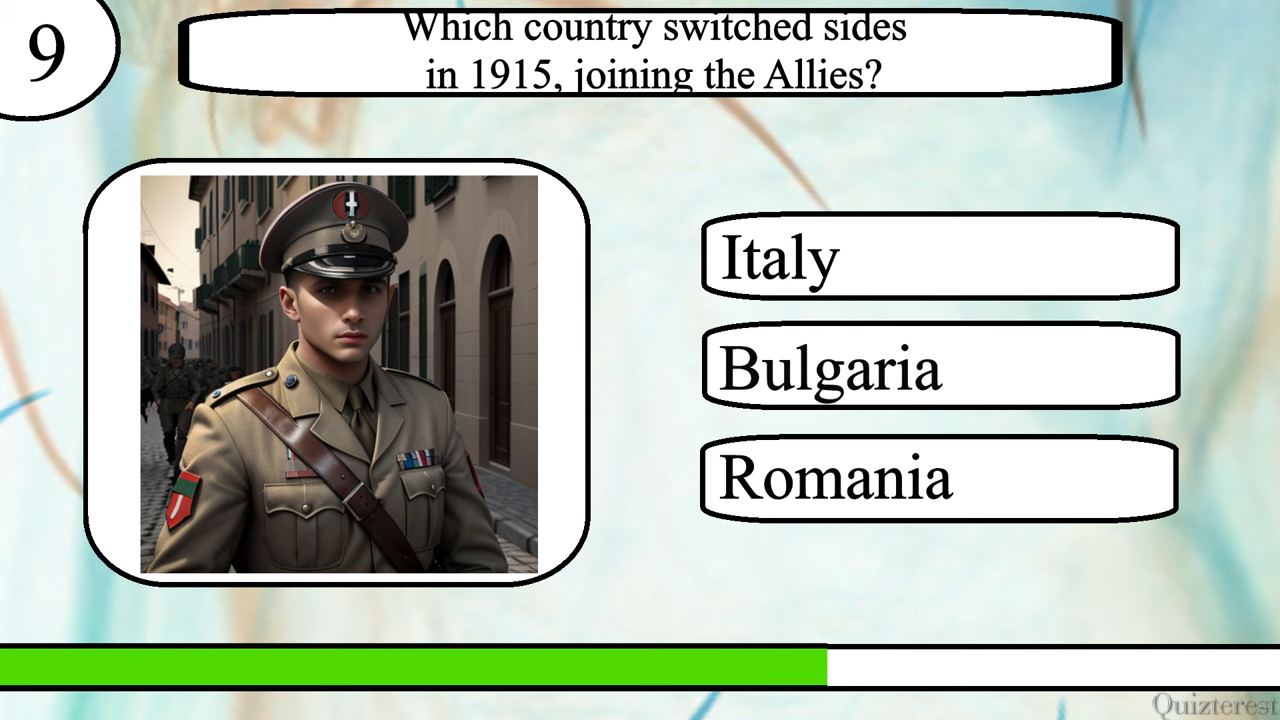 9
Which country switched sides
in 1915, joining the Allies?
Italy
Bulgaria
Romania
Quizterest